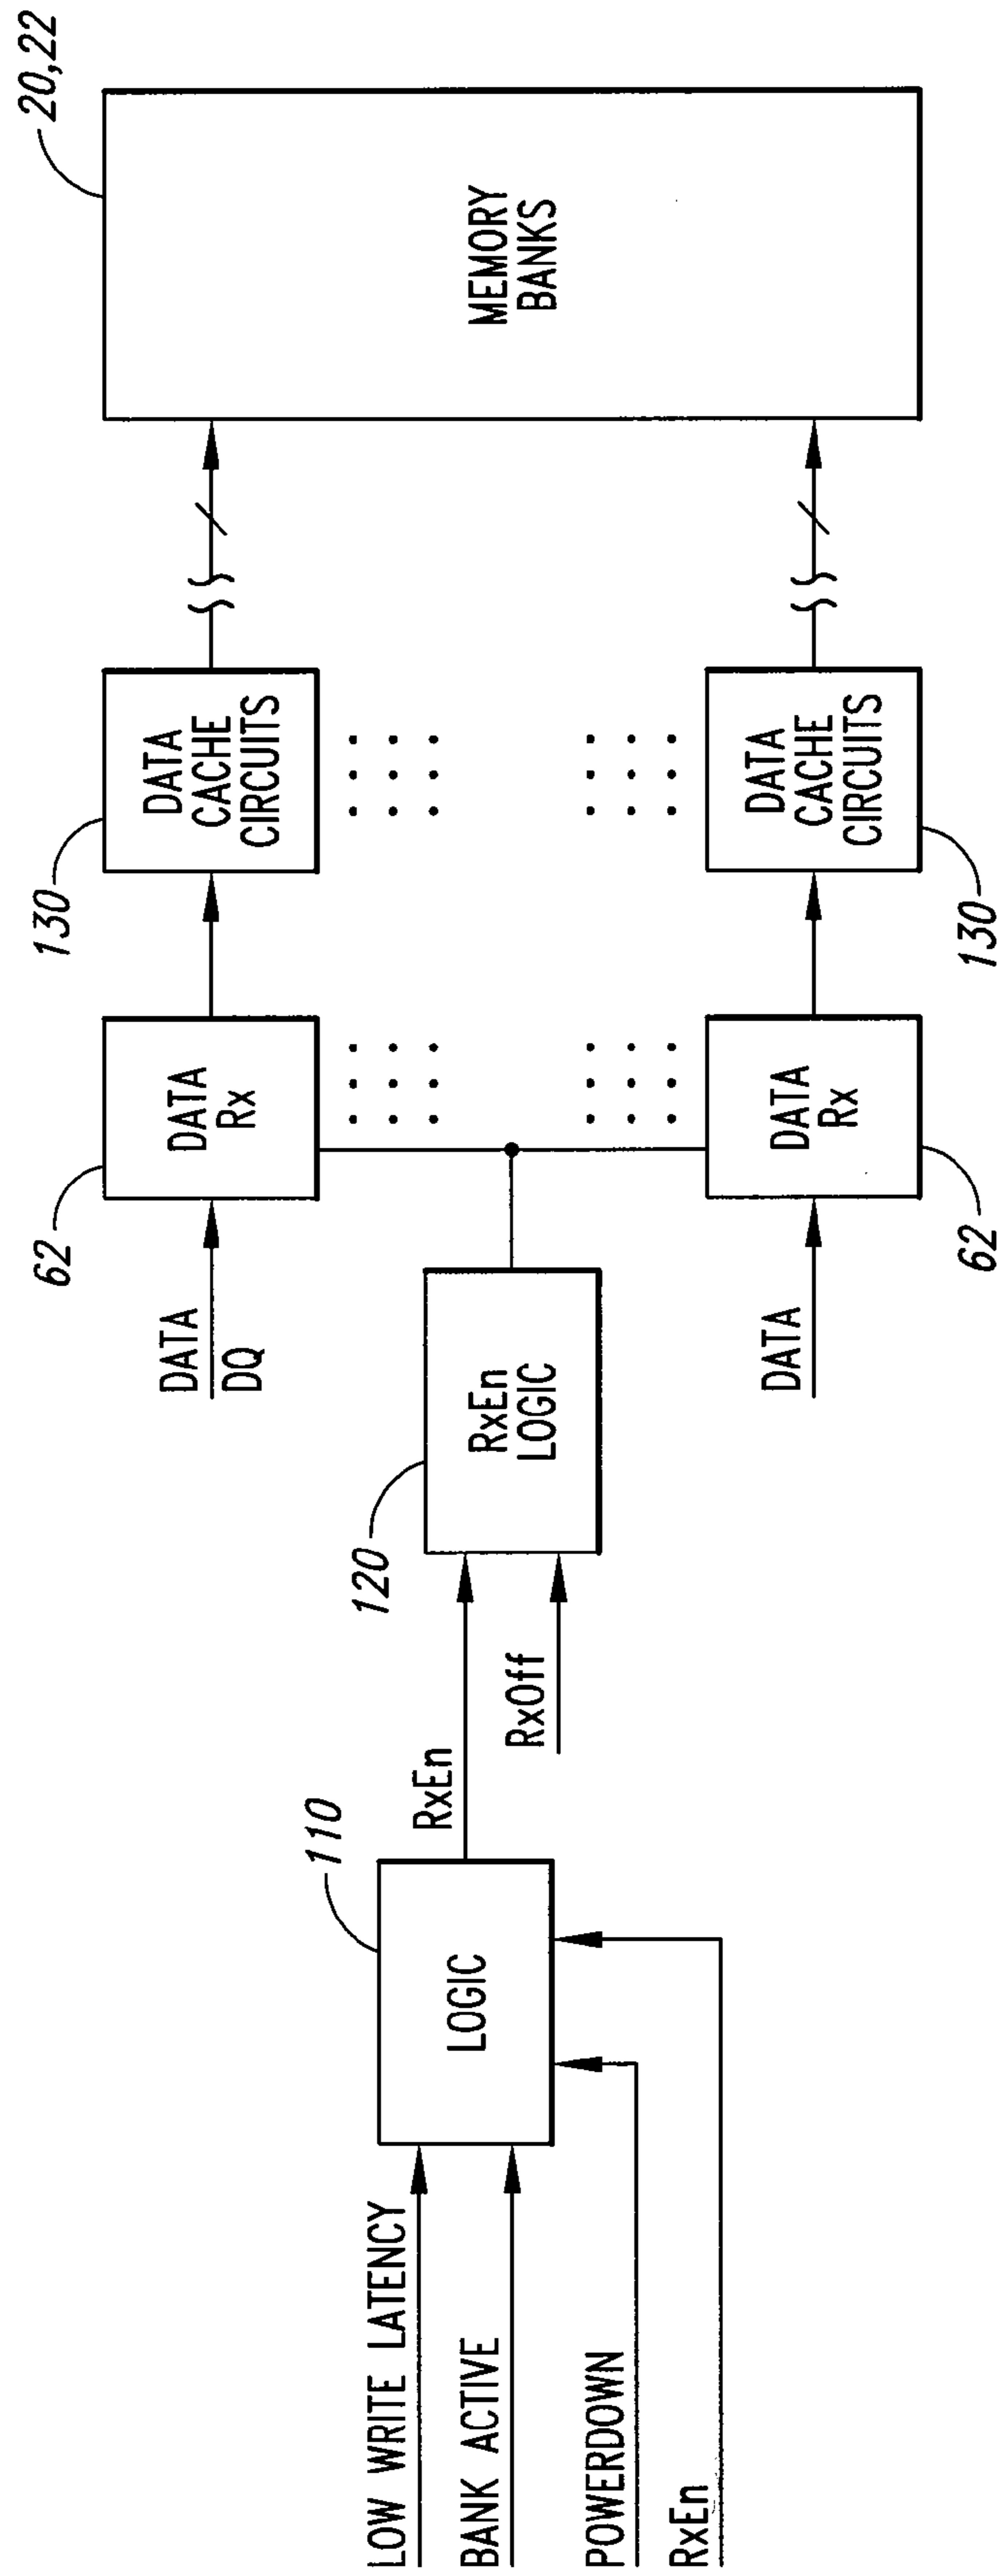 LOW WRITE LATENCY
BANK ACTIVE
POWERDOWN
RxEn
LOGIC
110
RxEn
RxOff
RxEn
LOGIC
120
DATA
DQ
DATA
Rx
62
DATA
CACHE
CIRCUITS
130
DATA
DATA
Rx
62
DATA
CACHE
CIRCUITS
130
MEMORY
BANKS
20,22